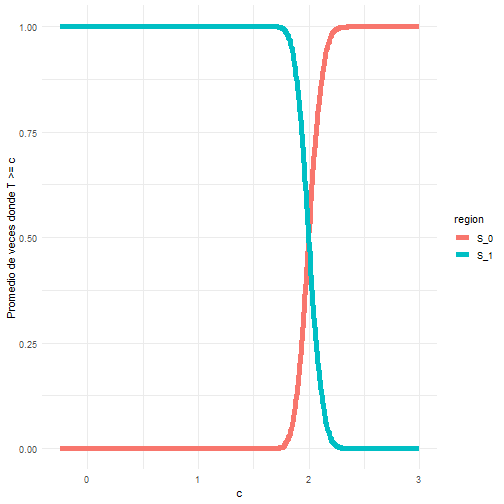 1.00
0.75
0.50
0.25
0.00
Promedio de veces donde T >= c
0 1 2 3
c
region
S_0
S_1